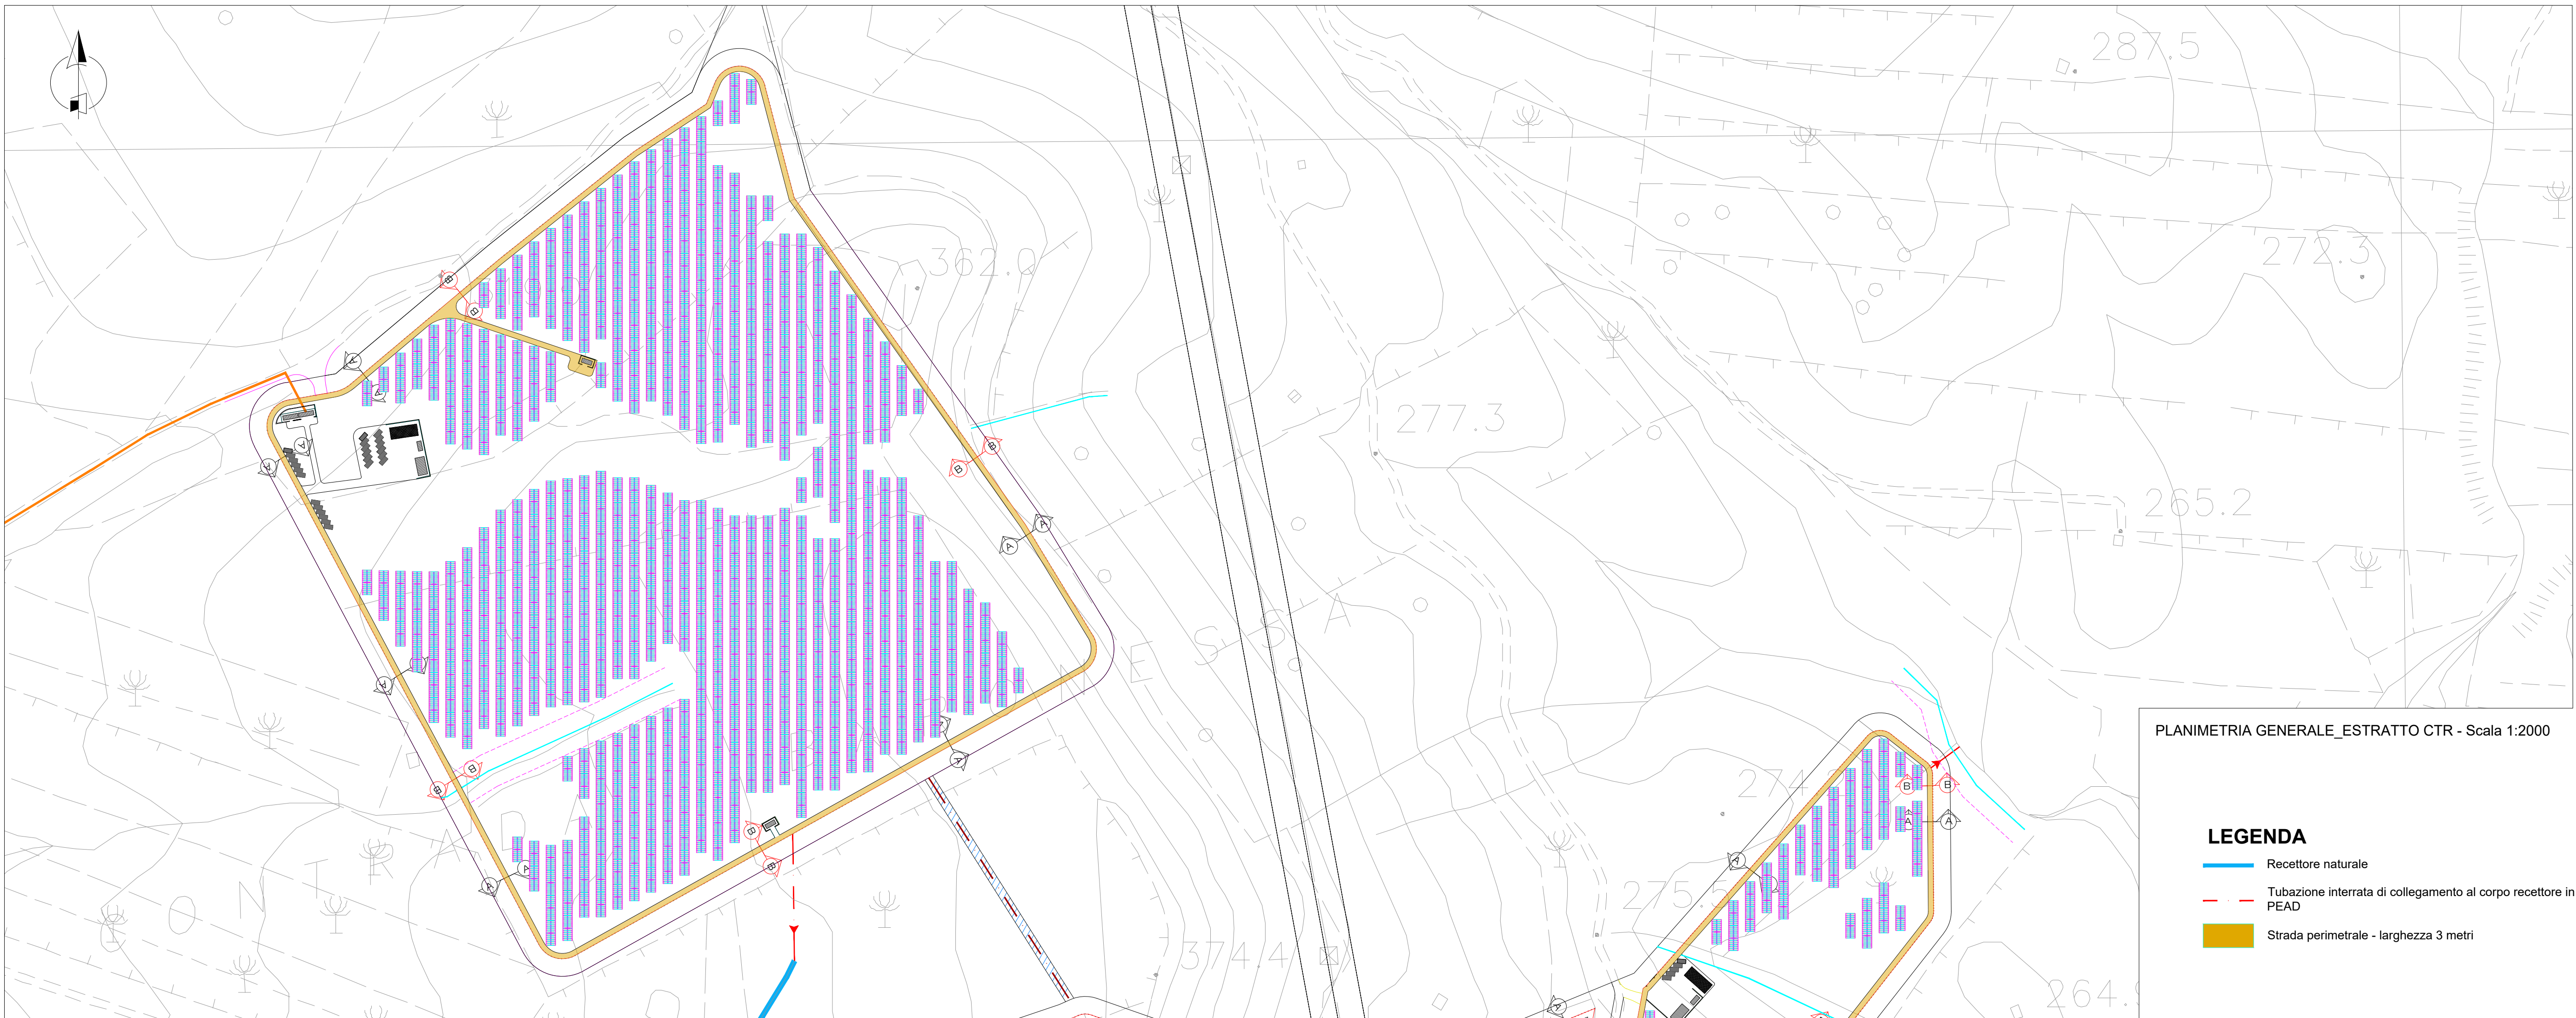 287.5
272.3
362.0
277.3
265.2
B
B
A
A
A
A
B
B
A
A
N E S S A
A
B
B
A
B
B
A
A
C O N T R A D
374.4
274.
275.5
264.9
A
B
B
A
A
A
PLANIMETRIA GENERALE_ESTRATTO CTR - Scala 1:2000
LEGENDA
Recettore naturale
Tubazione interrata di collegamento al corpo recettore in
PEAD
Strada perimetrale - larghezza 3 metri